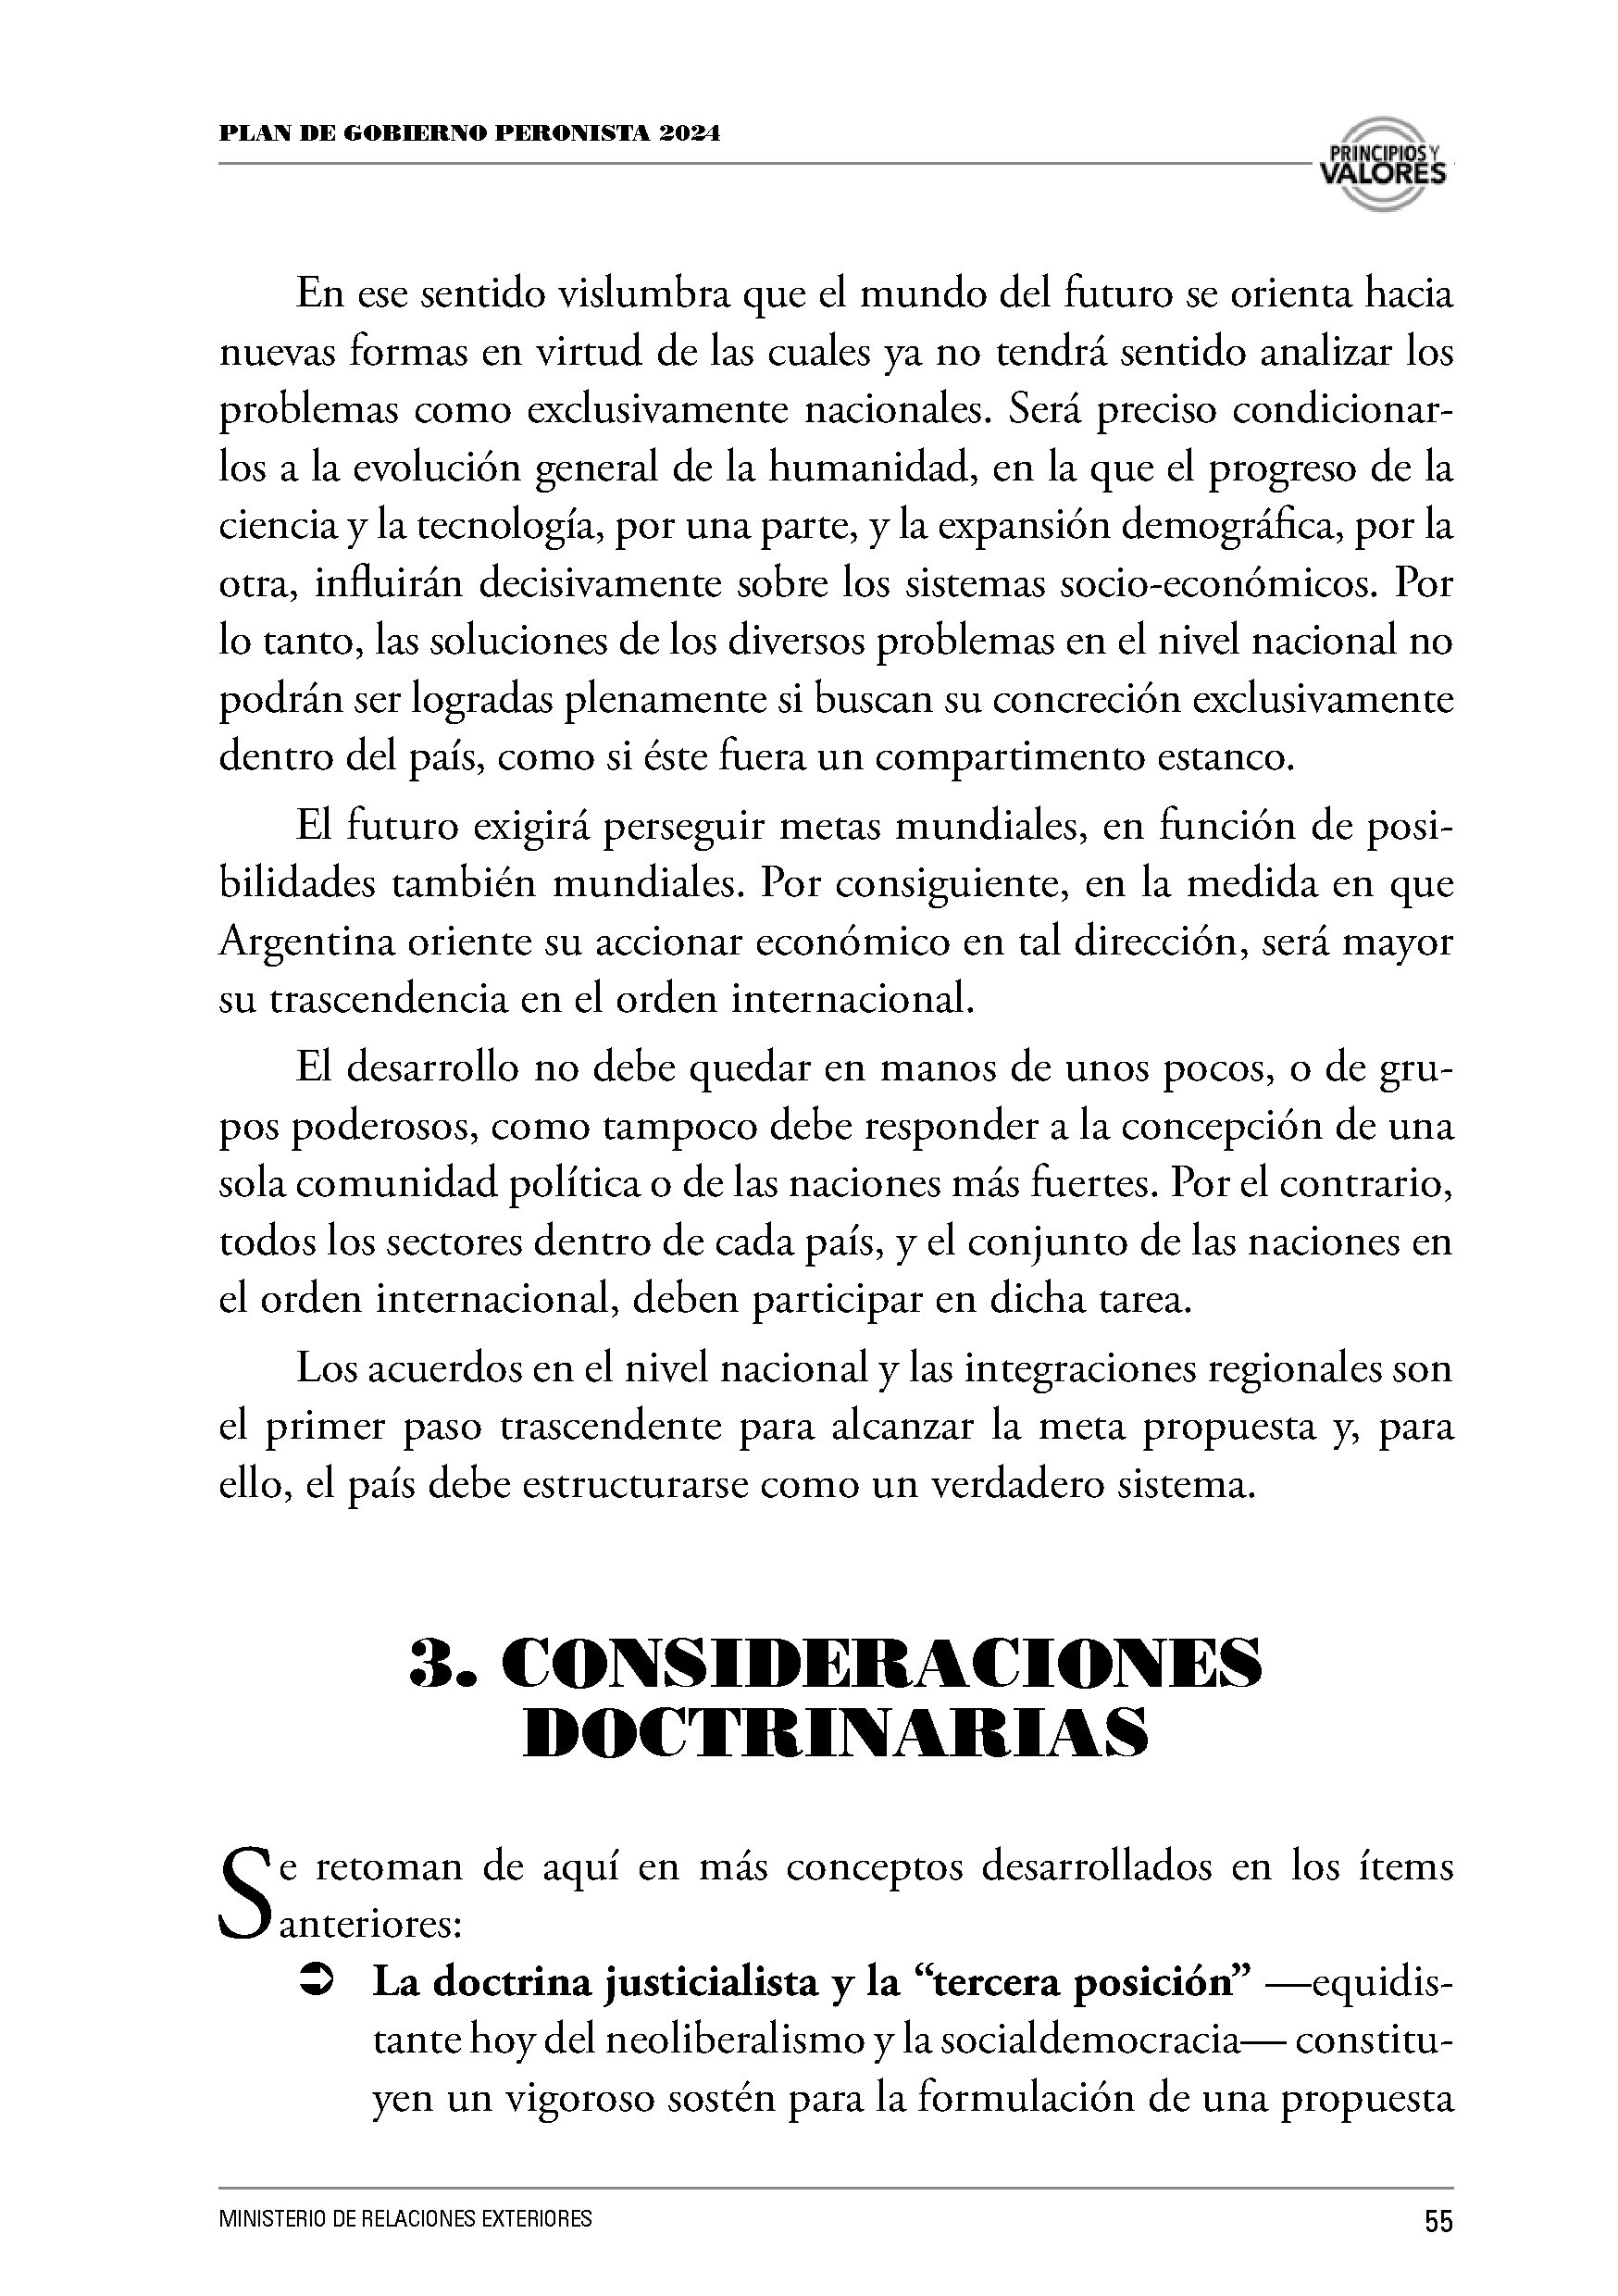 PLAN DE GOBIERNO PERONISTA 2024
PRINCIPIOS Y
VALORES
En ese sentido vislumbra que el mundo del futuro se orienta hacia
nuevas formas en virtud de las cuales ya no tendrá sentido analizar los
problemas como exclusivamente nacionales. Será preciso condicionar-
los a la evolución general de la humanidad, en la que el progreso de la
ciencia y la tecnología, por una parte, y la expansión demográfica, por la
otra, influirán decisivamente sobre los sistemas socio-económicos. Por
lo tanto, las soluciones de los diversos problemas en el nivel nacional no
podrán ser logradas plenamente si buscan su concreción exclusivamente
dentro del país, como si éste fuera un compartimento estanco.
El futuro exigirá perseguir metas mundiales, en función de posi-
bilidades también mundiales. Por consiguiente, en la medida en que
Argentina oriente su accionar económico en tal dirección, será mayor
su trascendencia en el orden internacional.
El desarrollo no debe quedar en manos de unos pocos, o de gru-
pos poderosos, como tampoco debe responder a la concepción de una
sola comunidad política o de las naciones más fuertes. Por el contrario,
todos los sectores dentro de cada país, y el conjunto de las naciones en
el orden internacional, deben participar en dicha tarea.
Los acuerdos en el nivel nacional y las integraciones regionales son
el primer paso trascendente para alcanzar la meta propuesta y, para
ello, el país debe estructurarse como un verdadero sistema.
3. CONSIDERACIONES
DOCTRINARIAS
Se retoman de aquí en más conceptos desarrollados en los ítems
anteriores:
➲ La doctrina justicialista y la “tercera posición” —equidis-
tante hoy del neoliberalismo y la socialdemocracia— constitu-
yen un vigoroso sostén para la formulación de una propuesta
MINISTERIO DE RELACIONES EXTERIORES
55